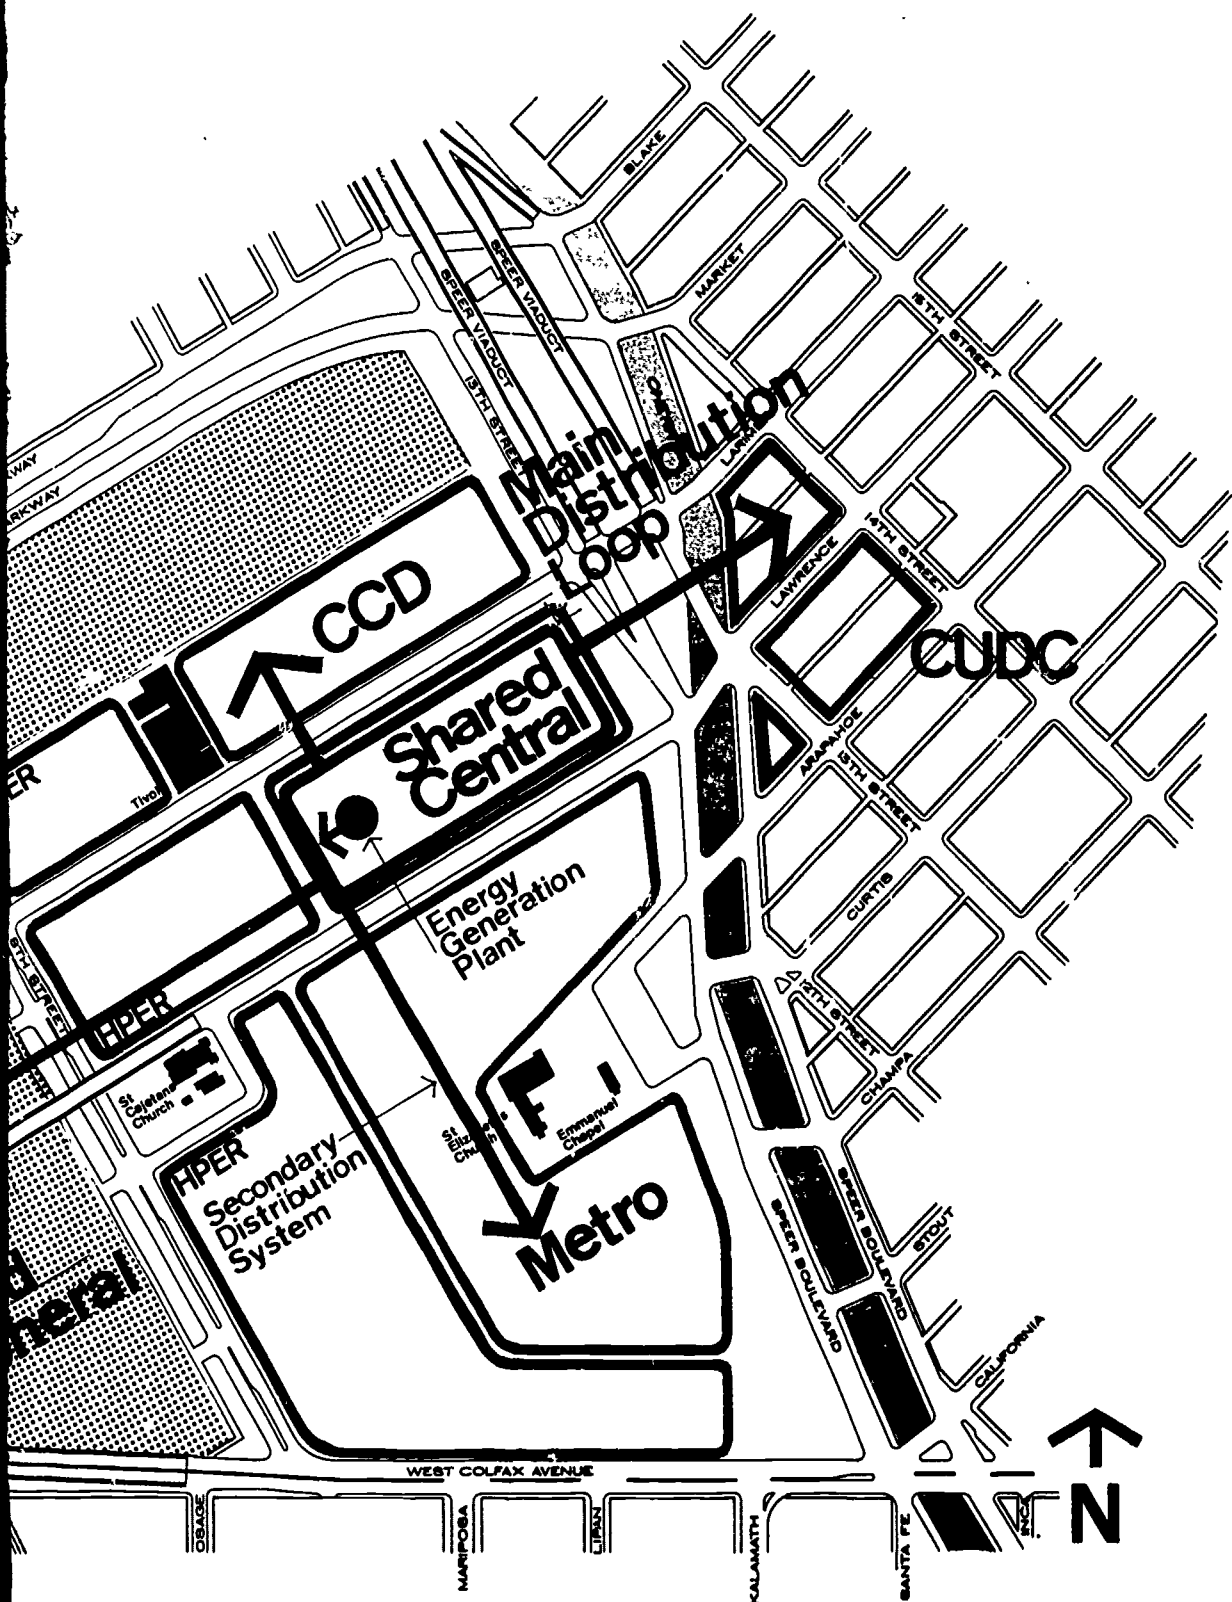 BLAKE
MARKET
SPEER VIADUCT
SPEER VIADUCT
15TH STREET
13TH STREET
Main
Distribution
Loop
LAWRENCE
14TH STREET
CCD
CUDC
Shared
Central
ARAPAHOE
13TH STREET
Tivoli
Energy
Generation
Plant
CURTIS
9TH STREET
HPER
12TH STREET
CHAMPA
St
Cajetans
Church
St
Emmanuel
Chapel
HPER
Secondary
Distribution
System
Metro
SPEER BOULEVARD
SPEER BOULEVARD
STOUT
CALIFORNIA
WEST COLFAX AVENUE
OSAGE
MARIPOSA
LIPAN
KALAMATH
SANTA FE
N